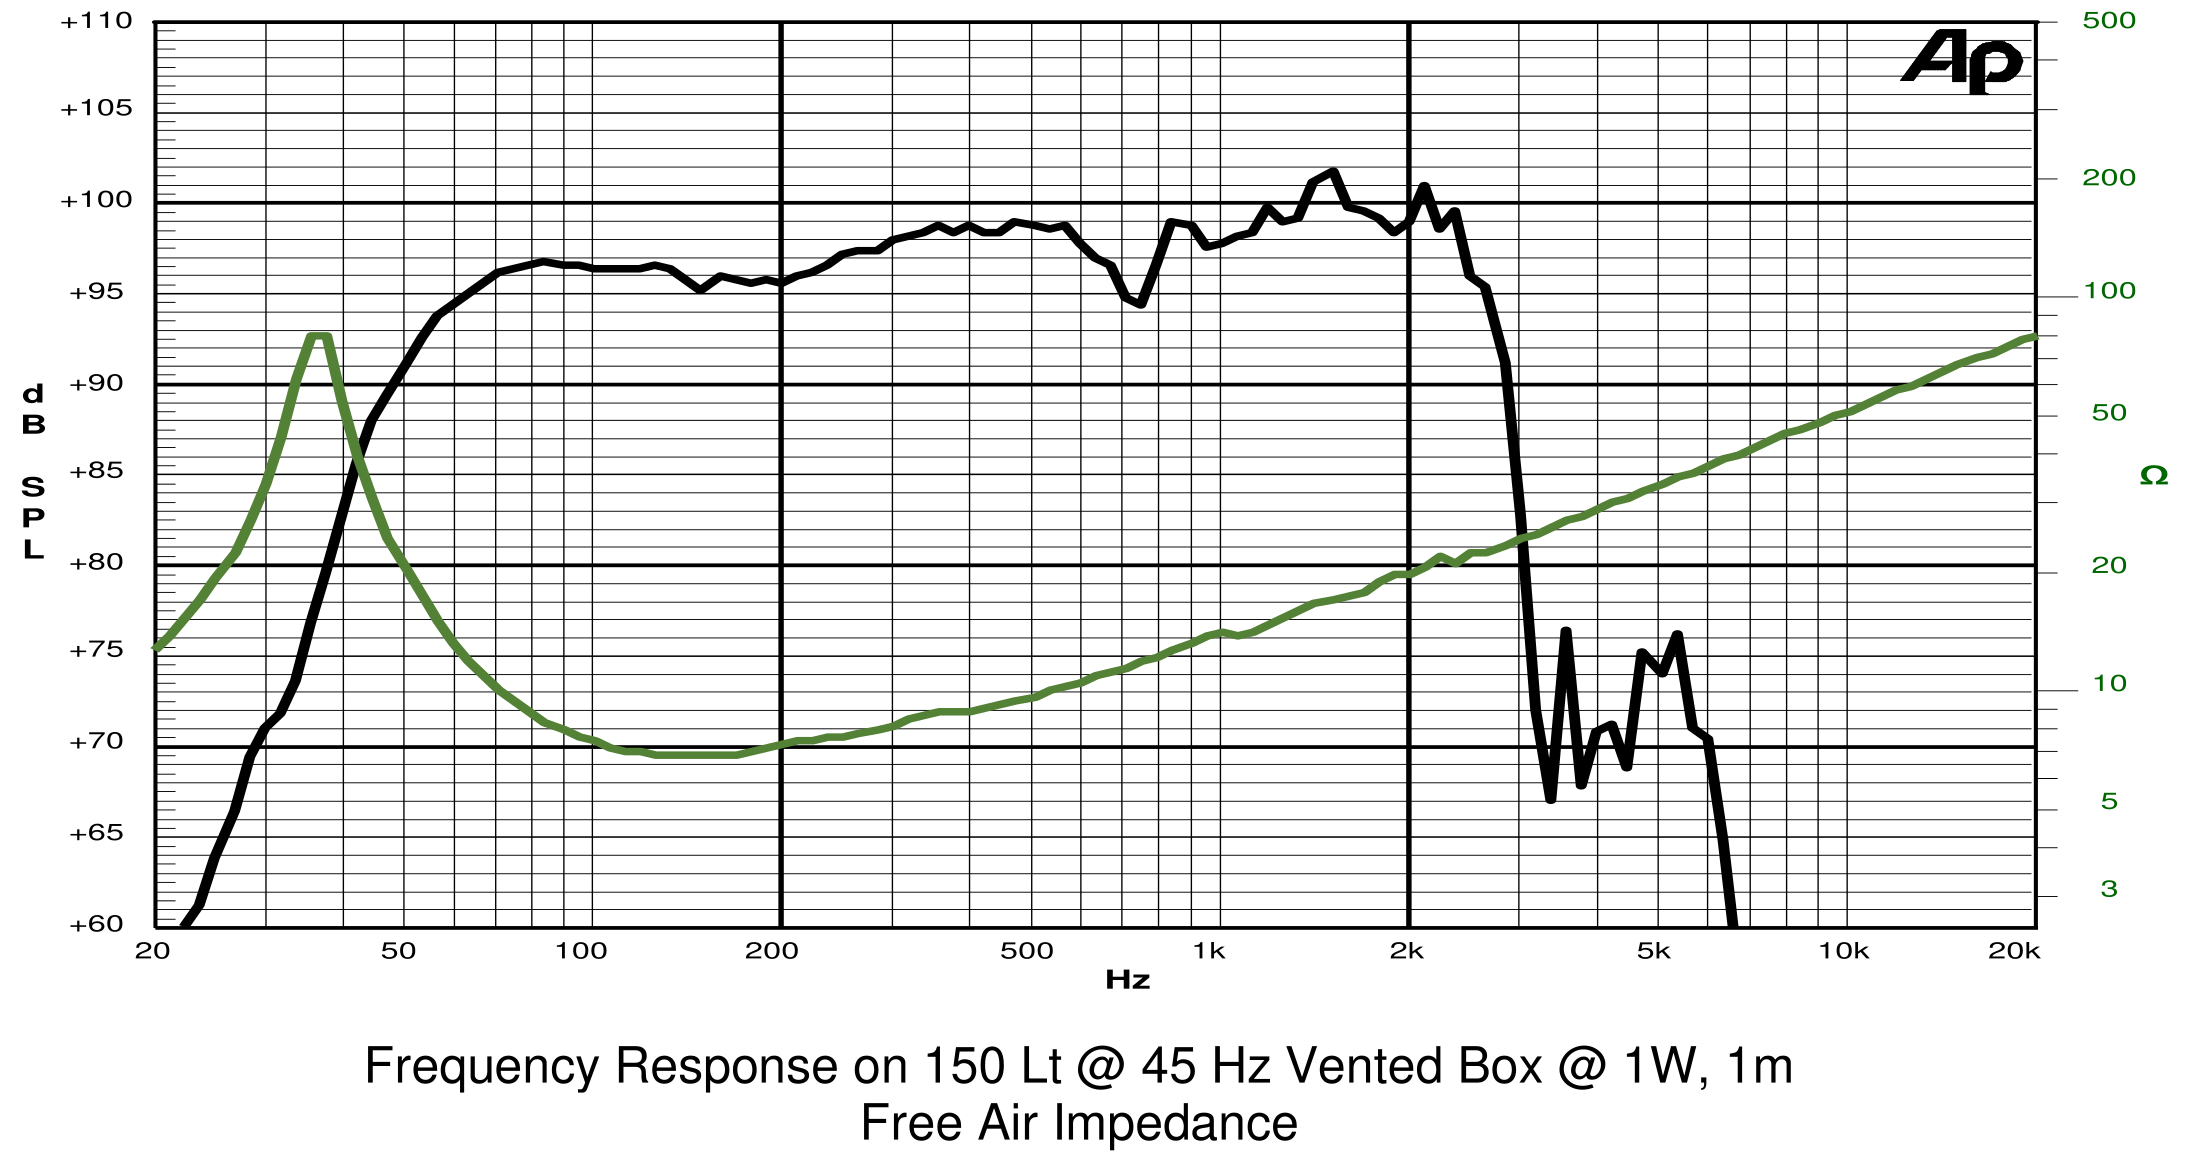 +110
+105
+100
+95
+90
+85
+80
+75
+70
+65
+60
d
B
S
P
L
Ap
500
200
100
50
Ω
20
10
5
3
20 50 100 200 500 1k 2k 5k 10k 20k
Hz
Frequency Response on 150 Lt @ 45 Hz Vented Box @ 1W, 1m
Free Air Impedance